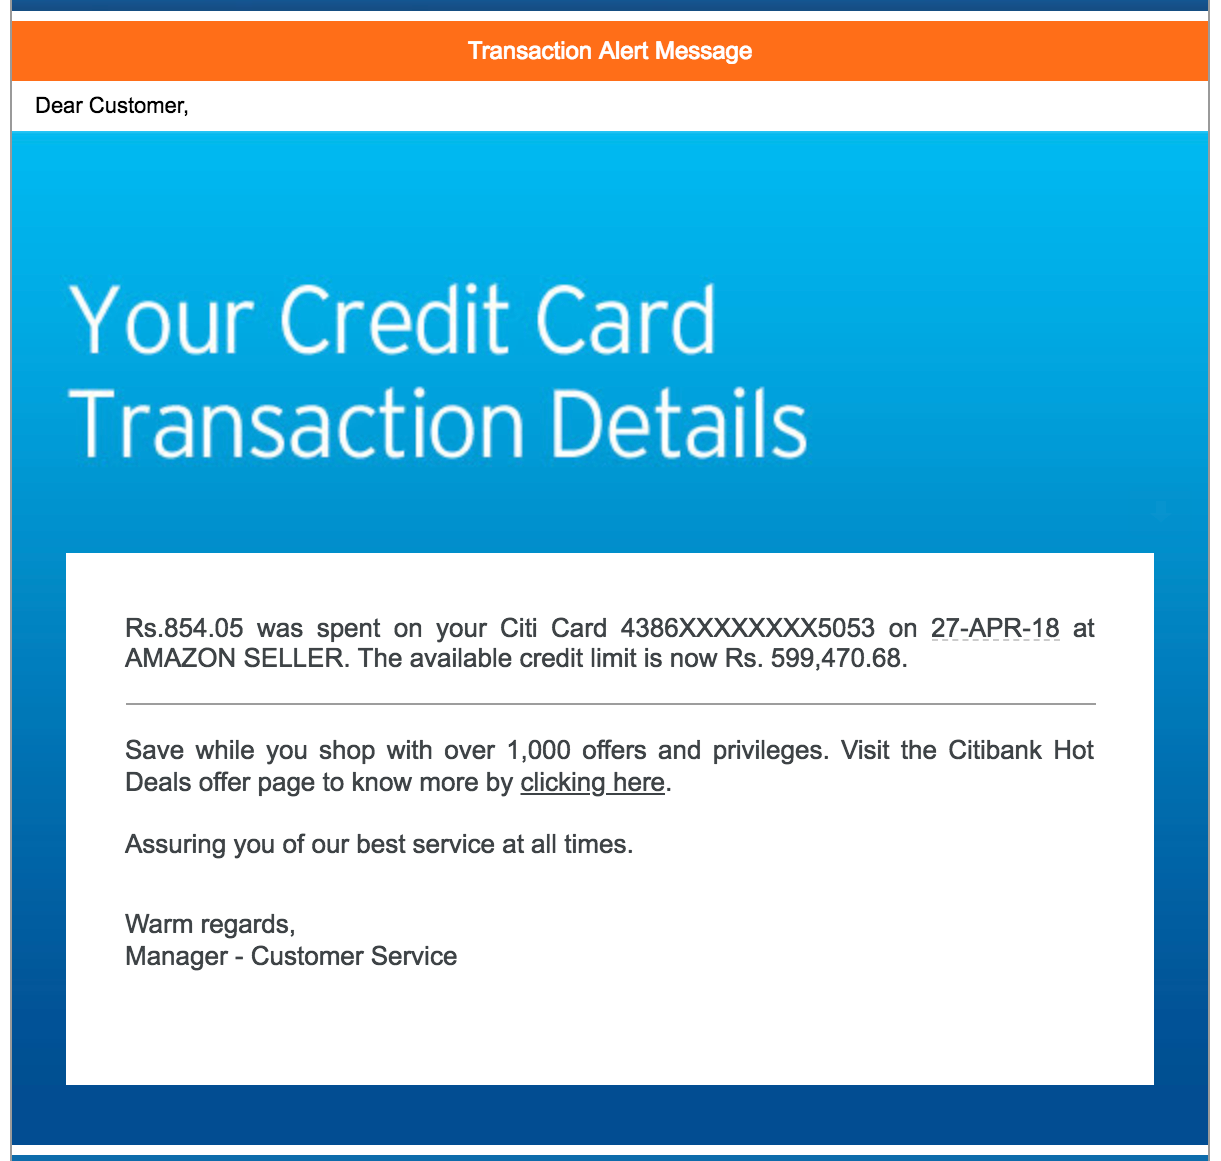 Transaction Alert Message
Dear Customer,
Your Credit Card
Transaction Details
Rs.854.05 was spent on your Citi Card 4386XXXXXXXX5053 on 27-APR-18 at
AMAZON SELLER. The available credit limit is now Rs. 599,470.68.
Save while you shop with over 1,000 offers and privileges. Visit the Citibank Hot
Deals offer page to know more by clicking here.
Assuring you of our best service at all times.
Warm regards,
Manager - Customer Service